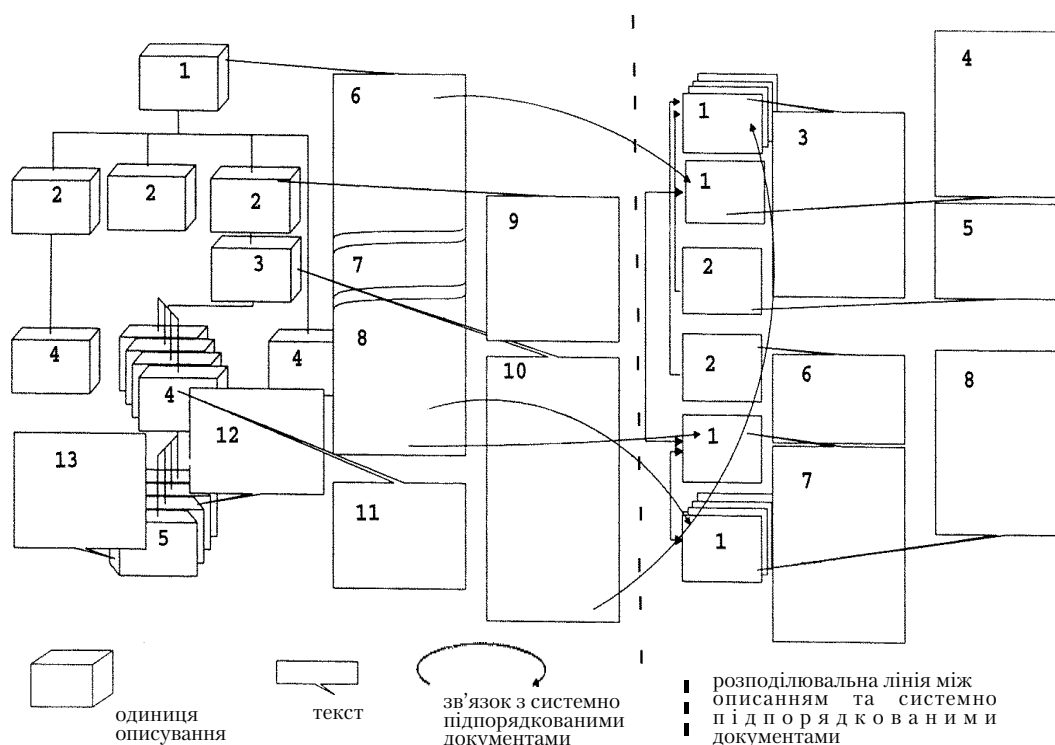 1
2
2
2
3
4
4
4
5
6
7
8
9
10
11
12
13
1
1
2
2
1
1
3
4
5
6
7
8
одиниця
описування
текст
зв’язок з системно
підпорядкованими
документами
розподілювальна лінія між
описанням та системно
підпорядкованими
документами